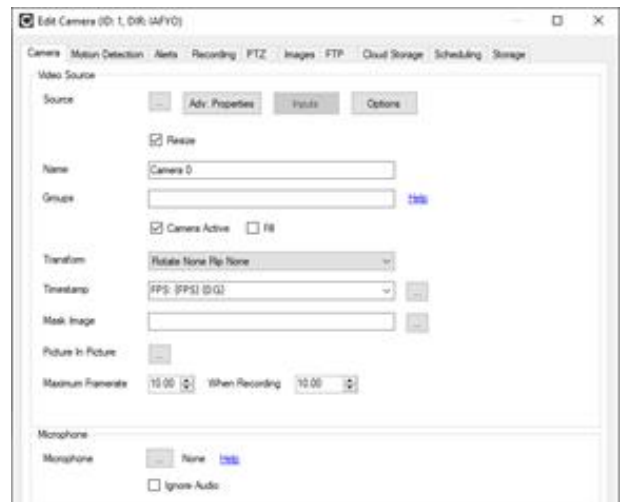 Edit Camera (ID: 1, DIR: IAFYO)
Camera Motion Detection Alerts Recording PTZ Images FTP Cloud Storage Scheduling Storage
Video Source
Source ... Adv. Properties Inputs Options
Resize
Name Camera 0
Groups Help
Camera Active Fill
Transform Rotate None Flip None
Timestamp FPS: {FPS} {0:G} ...
Mask Image ...
Picture In Picture ...
Maximum Framerate 10.00 When Recording 10.00
Microphone
Microphone ... None Help
Ignore Audio